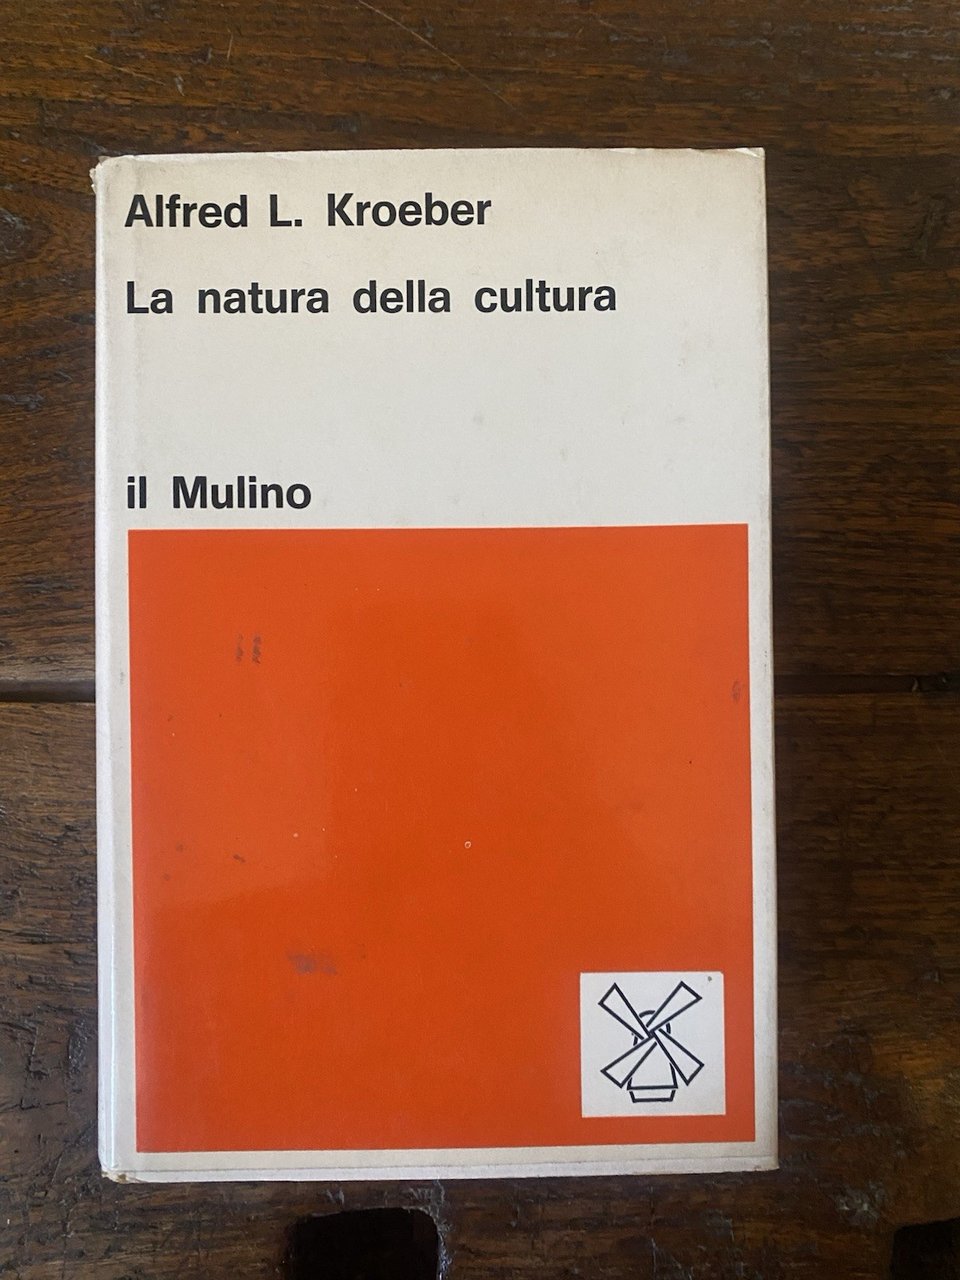 Alfred L. Kroeber
La natura della cultura
il Mulino